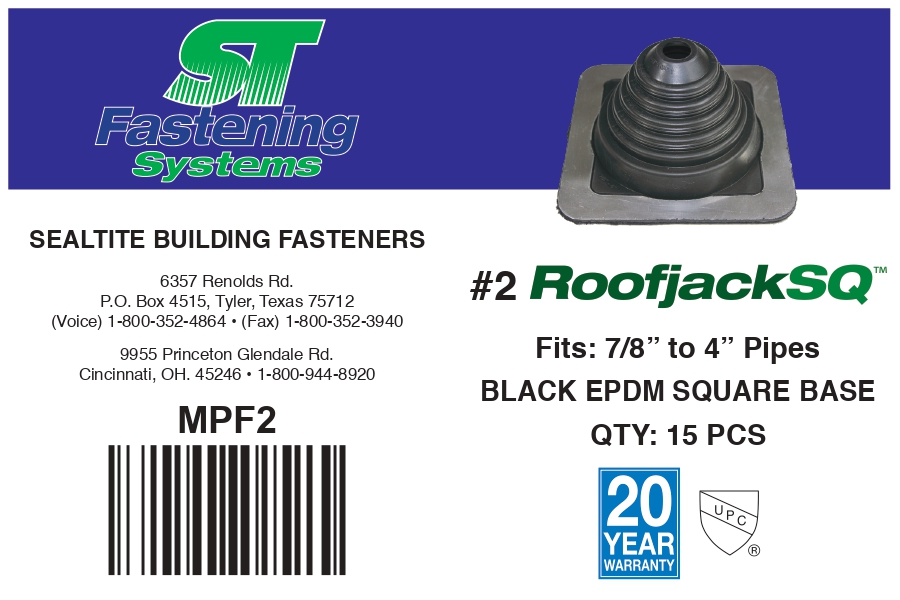 ST
Fastening
Systems
SEALTITE BUILDING FASTENERS
6357 Renolds Rd.
P.O. Box 4515, Tyler, Texas 75712
(Voice) 1-800-352-4864 • (Fax) 1-800-352-3940
9955 Princeton Glendale Rd.
Cincinnati, OH. 45246 • 1-800-944-8920
MPF2
#2 RoofjackSQ™
Fits: 7/8” to 4” Pipes
BLACK EPDM SQUARE BASE
QTY: 15 PCS
20
YEAR
WARRANTY
UPC
®